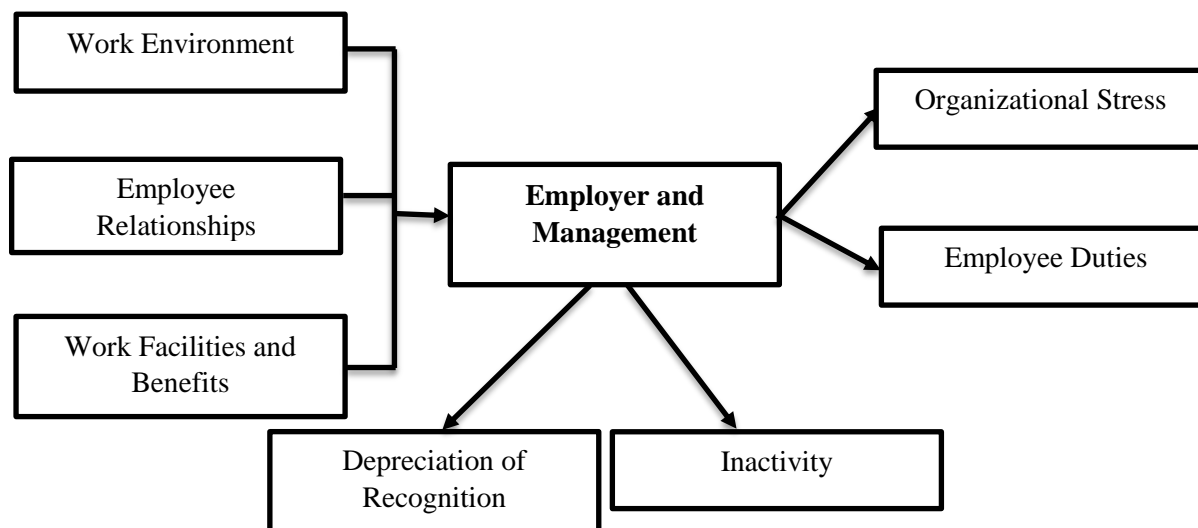 Work Environment
Organizational Stress
Employee
Relationships
Employer and
Management
Employee Duties
Work Facilities and
Benefits
Depreciation of
Recognition
Inactivity